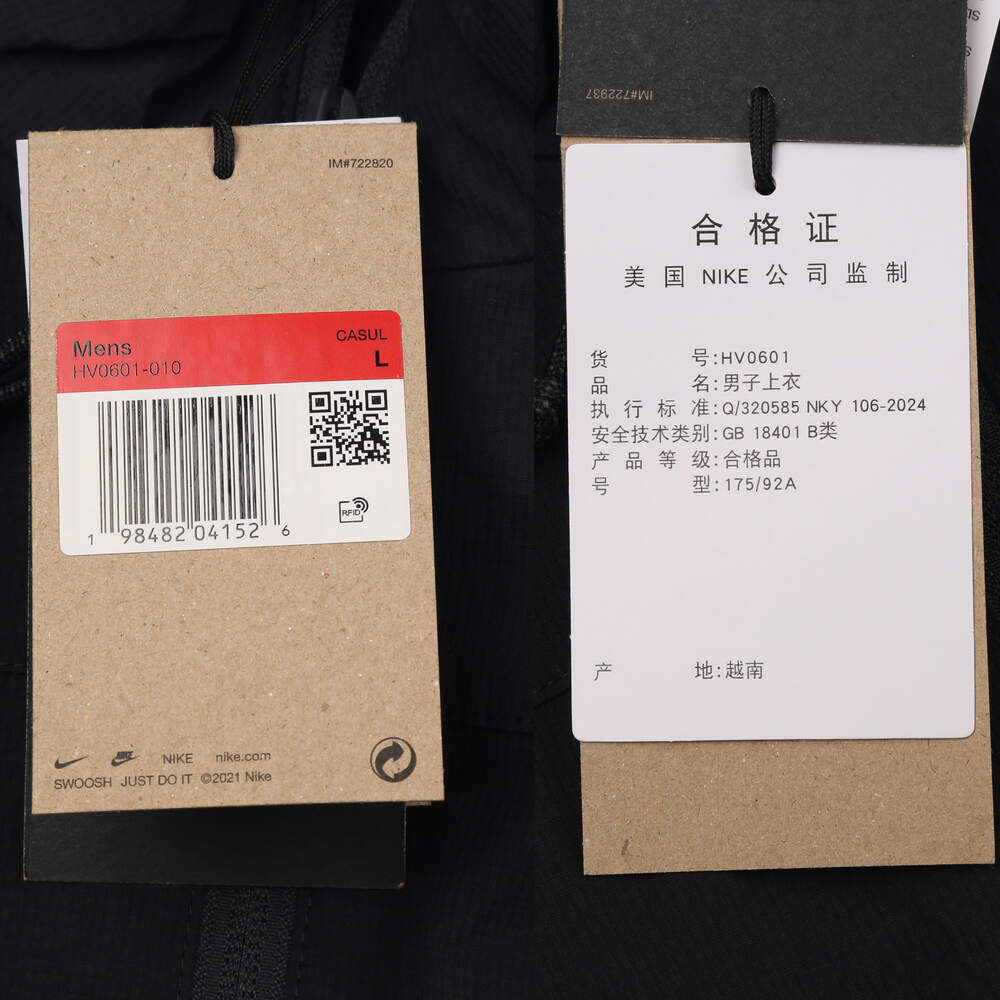 IM#722820
Mens
HV0601-010
CASUL
L
RFID
1 98482 04152 6
NIKE nike.com
SWOOSH JUST DO IT ©2021 Nike
IM#722937
合格证
美国 NIKE 公司监制
货号:HV0601
品名:男子上衣
执行标准:Q/320585 NKY 106-2024
安全技术类别:GB 18401 B类
产品等级:合格品
号型:175/92A
产地:越南